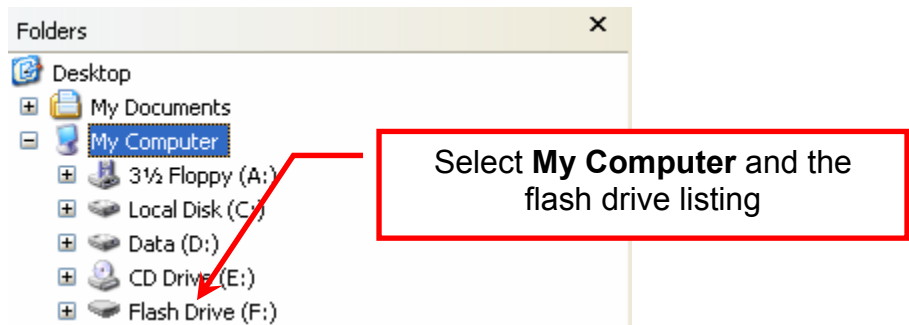 Folders
Desktop
My Documents
My Computer
3½ Floppy (A:)
Local Disk (C:)
Data (D:)
CD Drive (E:)
Flash Drive (F:)
Select My Computer and the
flash drive listing